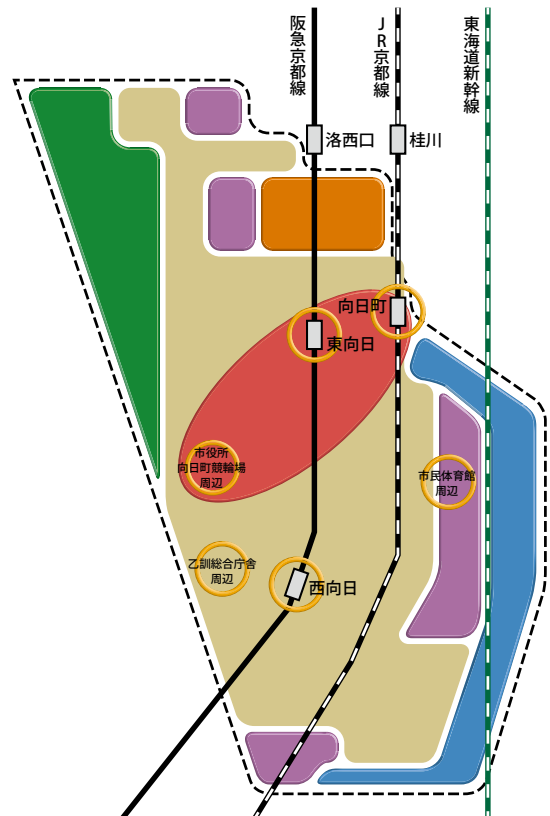 阪急京都線
JR京都線
東海道新幹線
洛西口
桂川
向日町
東向日
市役所
向日町競輪場
周辺
市民体育館
周辺
乙訓総合庁舎
周辺
西向日